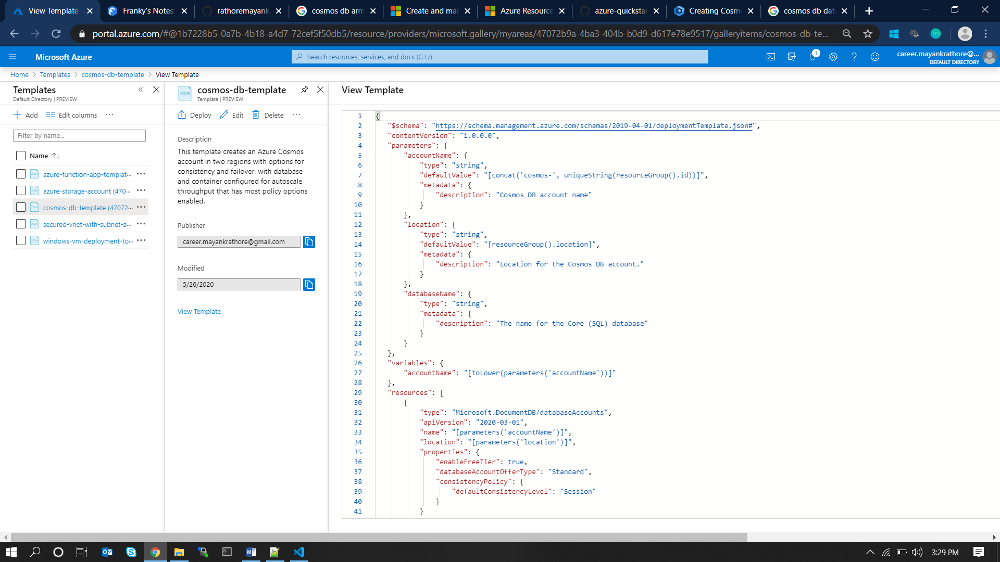 View Template
Franky's Notes:
rathoremayank
cosmos db arm
Create and mar
Azure Resource
azure-quickstar
Creating Cosmo
cosmos db dat
portal.azure.com/#@1b7228b5-0a7b-4b18-a4d7-72cef5f50db5/resource/providers/microsoft.gallery/myareas/47072b9a-4ba3-404b-b0d9-d617e78e9517/galleryitems/cosmos-db-te...
Microsoft Azure
Search resources, services, and docs (G+/)
1
career.mayankrathore@...
DEFAULT DIRECTORY
Home > Templates > cosmos-db-template > View Template
Templates
Default Directory | PREVIEW
Add
Edit columns
Filter by name...
Name
azure-function-app-templat...
azure-storage-account (470...
cosmos-db-template (47072...
secured-vnet-with-subnet-a...
windows-vm-deployment-to...
JSON
cosmos-db-template
Template | PREVIEW
Deploy
Edit
Delete
Description
This template creates an Azure Cosmos
account in two regions with options for
consistency and failover, with database
and container configured for autoscale
throughput that has most policy options
enabled.
Publisher
career.mayankrathore@gmail.com
Modified
5/26/2020
View Template
View Template
1 {
2 "$schema": "https://schema.management.azure.com/schemas/2019-04-01/deploymentTemplate.json#",
3 "contentVersion": "1.0.0.0",
4 "parameters": {
5 "accountName": {
6 "type": "string",
7 "defaultValue": "[concat('cosmos-', uniqueString(resourceGroup().id))]",
8 "metadata": {
9 "description": "Cosmos DB account name"
10 }
11 },
12 "location": {
13 "type": "string",
14 "defaultValue": "[resourceGroup().location]",
15 "metadata": {
16 "description": "Location for the Cosmos DB account."
17 }
18 },
19 "databaseName": {
20 "type": "string",
21 "metadata": {
22 "description": "The name for the Core (SQL) database"
23 }
24 }
25 },
26 "variables": {
27 "accountName": "[toLower(parameters('accountName'))]"
28 },
29 "resources": [
30 {
31 "type": "Microsoft.DocumentDB/databaseAccounts",
32 "apiVersion": "2020-03-01",
33 "name": "[parameters('accountName')]",
34 "location": "[parameters('location')]",
35 "properties": {
36 "enableFreeTier": true,
37 "databaseAccountOfferType": "Standard",
38 "consistencyPolicy": {
39 "defaultConsistencyLevel": "Session"
40 }
41 }
3:29 PM